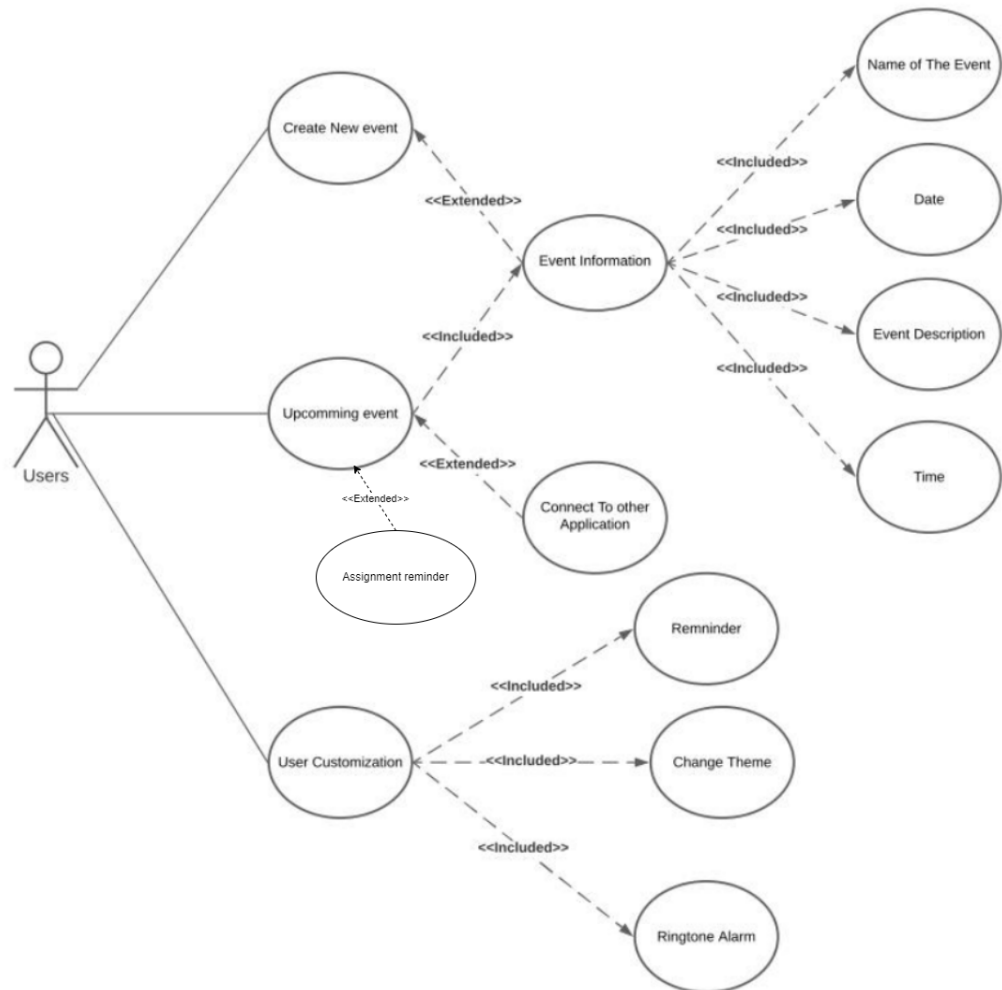 Name of The Event
Create New event
<<Included>>
Date
<<Extended>>
<<Included>>
Event Information
<<Included>>
Event Description
<<Included>>
<<Included>>
Upcomming event
<<Extended>>
Users
Time
<<Extended>>
Connect To other
Application
Assignment reminder
Remninder
<<Included>>
User Customization
<<Included>>
Change Theme
<<Included>>
Ringtone Alarm